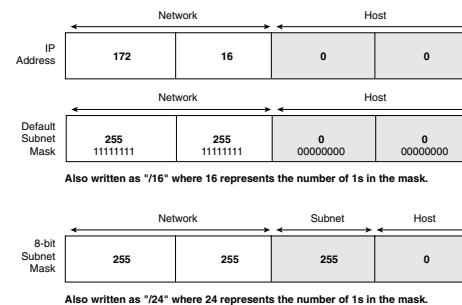 Network Host
IP
Address
172 16 0 0
Network Host
Default
Subnet
Mask
255 255 0 0
11111111 11111111 00000000 00000000
Also written as "/16" where 16 represents the number of 1s in the mask.
Network Subnet Host
8-bit
Subnet
Mask
255 255 255 0
Also written as "/24" where 24 represents the number of 1s in the mask.